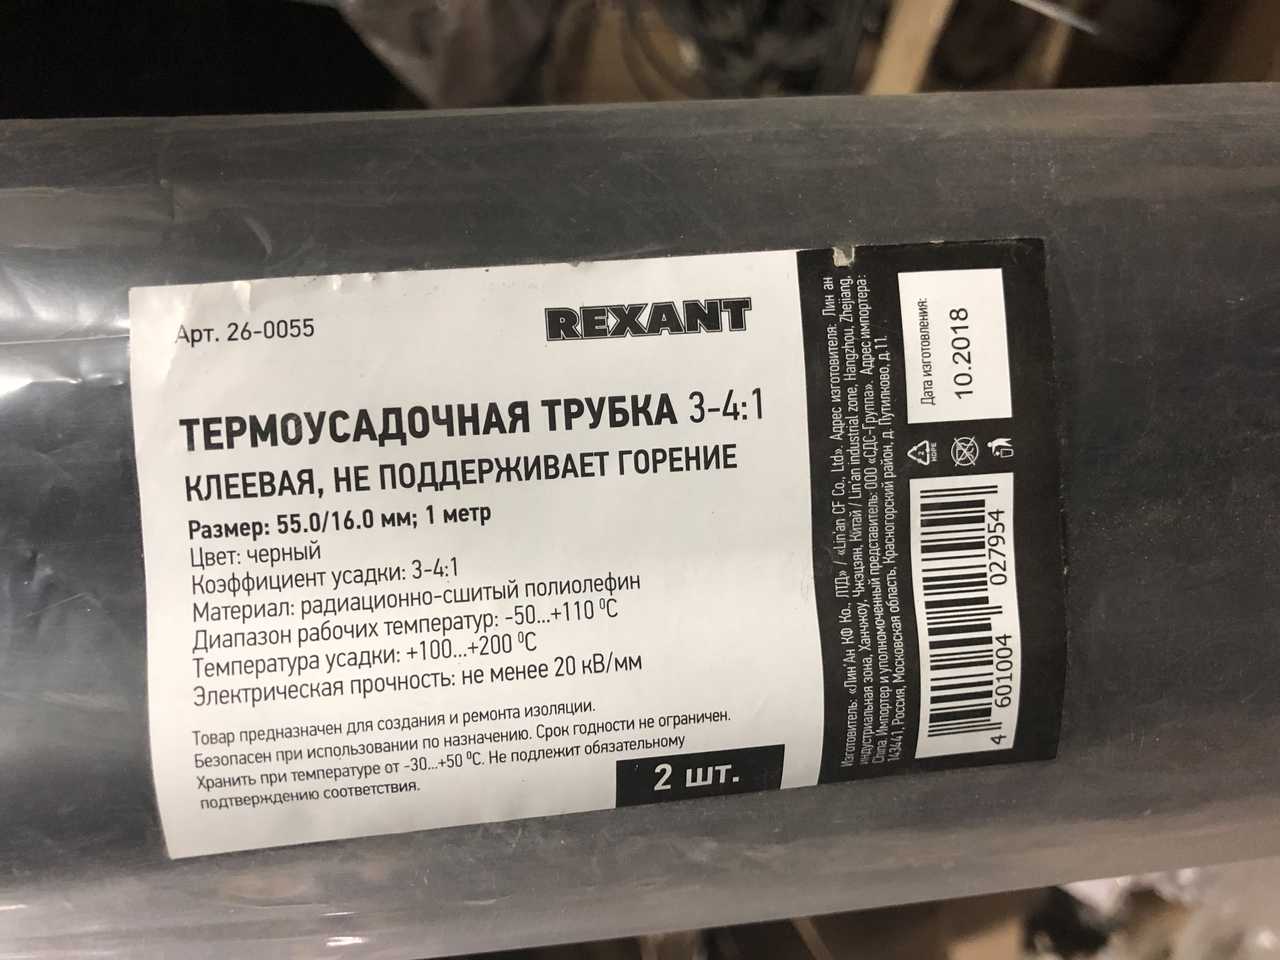 Арт. 26-0055
REXANT
ТЕРМОУСАДОЧНАЯ ТРУБКА 3-4:1
КЛЕЕВАЯ, НЕ ПОДДЕРЖИВАЕТ ГОРЕНИЕ
Размер: 55.0/16.0 мм; 1 метр
Цвет: черный
Коэффициент усадки: 3-4:1
Материал: радиационно-сшитый полиолефин
Диапазон рабочих температур: -50...+110 ⁰C
Температура усадки: +100...+200 ⁰C
Электрическая прочность: не менее 20 кВ/мм
Товар предназначен для создания и ремонта изоляции.
Безопасен при использовании по назначению. Срок годности не ограничен.
Хранить при температуре от -30...+50 ⁰C. Не подлежит обязательному
подтверждению соответствия.
2 шт.
Изготовитель: «Лин'Ан КФ Ко., ЛТД» / «Lin'an CF Co., Ltd». Адрес изготовителя: Лин ан
индустриальная зона, Ханчжоу, Чжэцзян, Китай / Lin'an industrial zone, Hangzhou, Zhejiang,
China. Импортер и уполномоченный представитель: ООО «СДС-Группа». Адрес импортера:
143441, Россия, Московская область, Красногорский район, д. Путилково, д.11.
Дата изготовления:
10.2018
2
HDPE
4 601004 027954